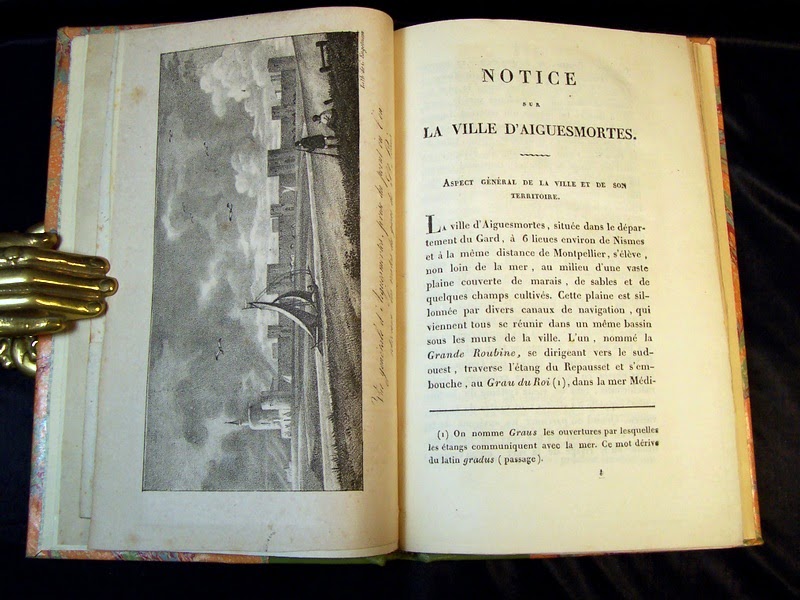 Vue générale d'Aiguesmortes, prise du
NOTICE
SUR
LA VILLE D'AIGUESMORTES.
ASPECT GÉNÉRAL DE LA VILLE ET DE SON
TERRITOIRE.
LA ville d'Aiguesmortes, située dans le dépar-
tement du Gard, à 6 lieues environ de Nismes
et à la même distance de Montpellier, s'élève,
non loin de la mer, au milieu d'une vaste
plaine couverte de marais, de sables et de
quelques champs cultivés. Cette plaine est sil-
lonnée par divers canaux de navigation, qui
viennent tous se réunir dans un même bassin
sous les murs de la ville. L'un, nommé la
Grande Roubine, se dirigeant vers le sud-
ouest, traverse l'étang du Repausset et s'em-
bouche, au Grau du Roi (1), dans la mer Médi-
(1) On nomme Graus les ouvertures par lesquelles
les étangs communiquent avec la mer. Ce mot dérive
du latin gradus (passage).